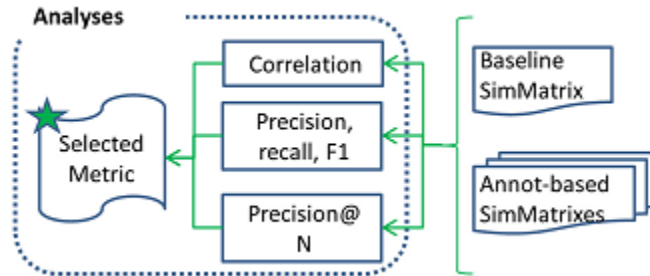 Analyses
Correlation
Precision,
recall, F1
Precision@
N
Selected
Metric
Baseline
SimMatrix
Annot-based
SimMatrixes